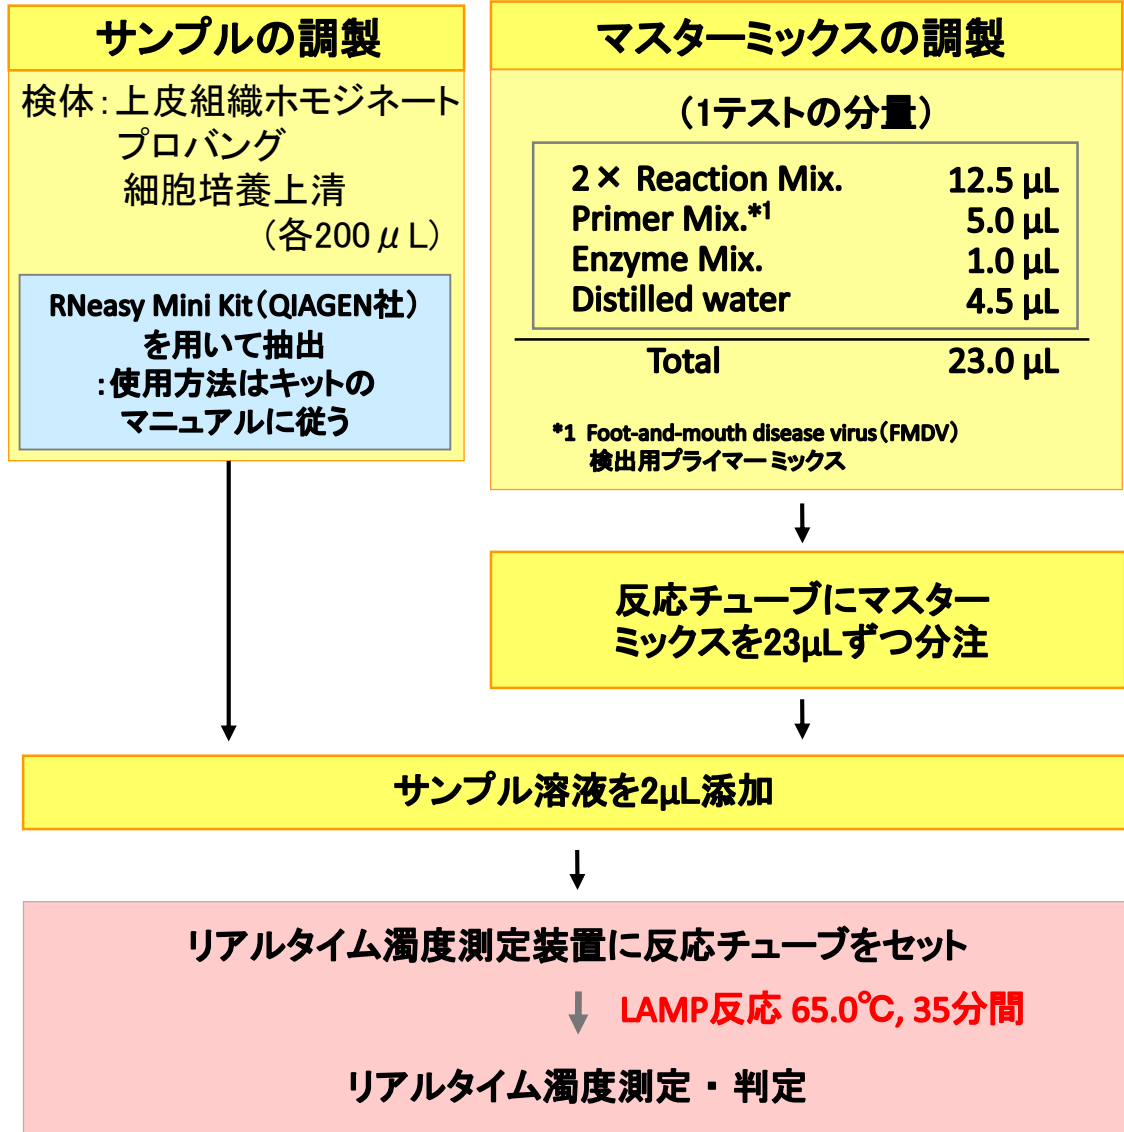 サンプルの調製
検体：上皮組織ホモジネート
プロバング
細胞培養上清
（各200μL）
RNeasy Mini Kit（QIAGEN社）
を用いて抽出
：使用方法はキットの
マニュアルに従う
マスターミックスの調製
（1テストの分量）
2× Reaction Mix. 12.5 µL
Primer Mix.*1 5.0 µL
Enzyme Mix. 1.0 µL
Distilled water 4.5 µL
Total 23.0 µL
*1 Foot-and-mouth disease virus（FMDV）
検出用プライマーミックス
反応チューブにマスター
ミックスを23µLずつ分注
サンプル溶液を2µL添加
リアルタイム濁度測定装置に反応チューブをセット
LAMP反応 65.0℃, 35分間
リアルタイム濁度測定・判定